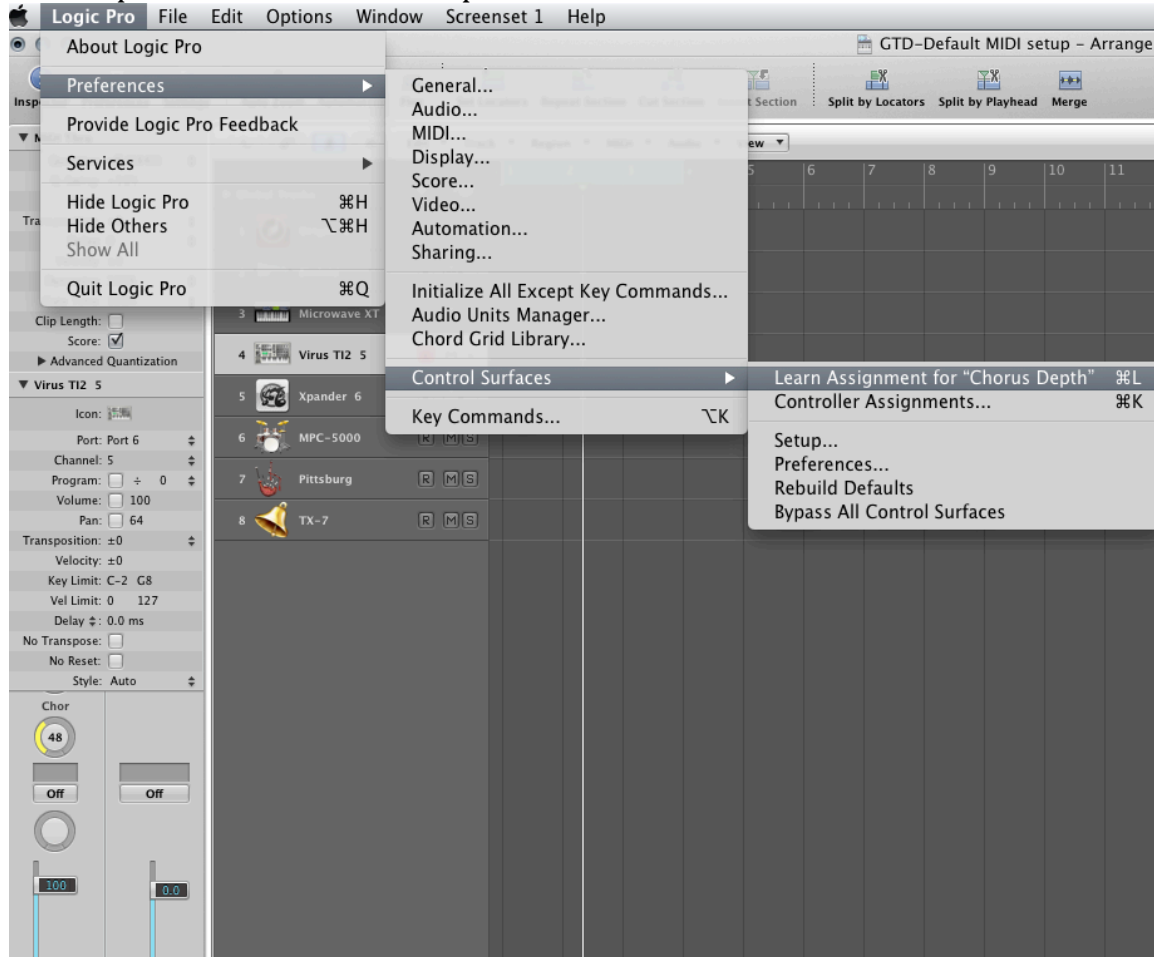 Logic Pro File Edit Options Window Screenset 1 Help
GTD-Default MIDI setup – Arrange
About Logic Pro
Preferences
Provide Logic Pro Feedback
Services
Hide Logic Pro ⌘H
Hide Others ⌥⌘H
Show All
Quit Logic Pro ⌘Q
General...
Audio...
MIDI...
Display...
Score...
Video...
Automation...
Sharing...
Initialize All Except Key Commands...
Audio Units Manager...
Chord Grid Library...
Control Surfaces
Key Commands... ⌥K
Learn Assignment for “Chorus Depth” ⌘L
Controller Assignments... ⌘K
Setup...
Preferences...
Rebuild Defaults
Bypass All Control Surfaces
Section Split by Locators Split by Playhead Merge
5 6 7 8 9 10 11
Clip Length:
Score:
Advanced Quantization
Virus TI2 5
Icon:
Port: Port 6
Channel: 5
Program: ÷ 0
Volume: 100
Pan: 64
Transposition: ±0
Velocity: ±0
Key Limit: C-2 G8
Vel Limit: 0 127
Delay : 0.0 ms
No Transpose:
No Reset:
Style: Auto
Chor
48
Off Off
100 0.0
3 Microwave XT
4 Virus TI2 5
5 Xpander 6
6 MPC-5000 R M S
7 Pittsburg R M S
8 TX-7 R M S